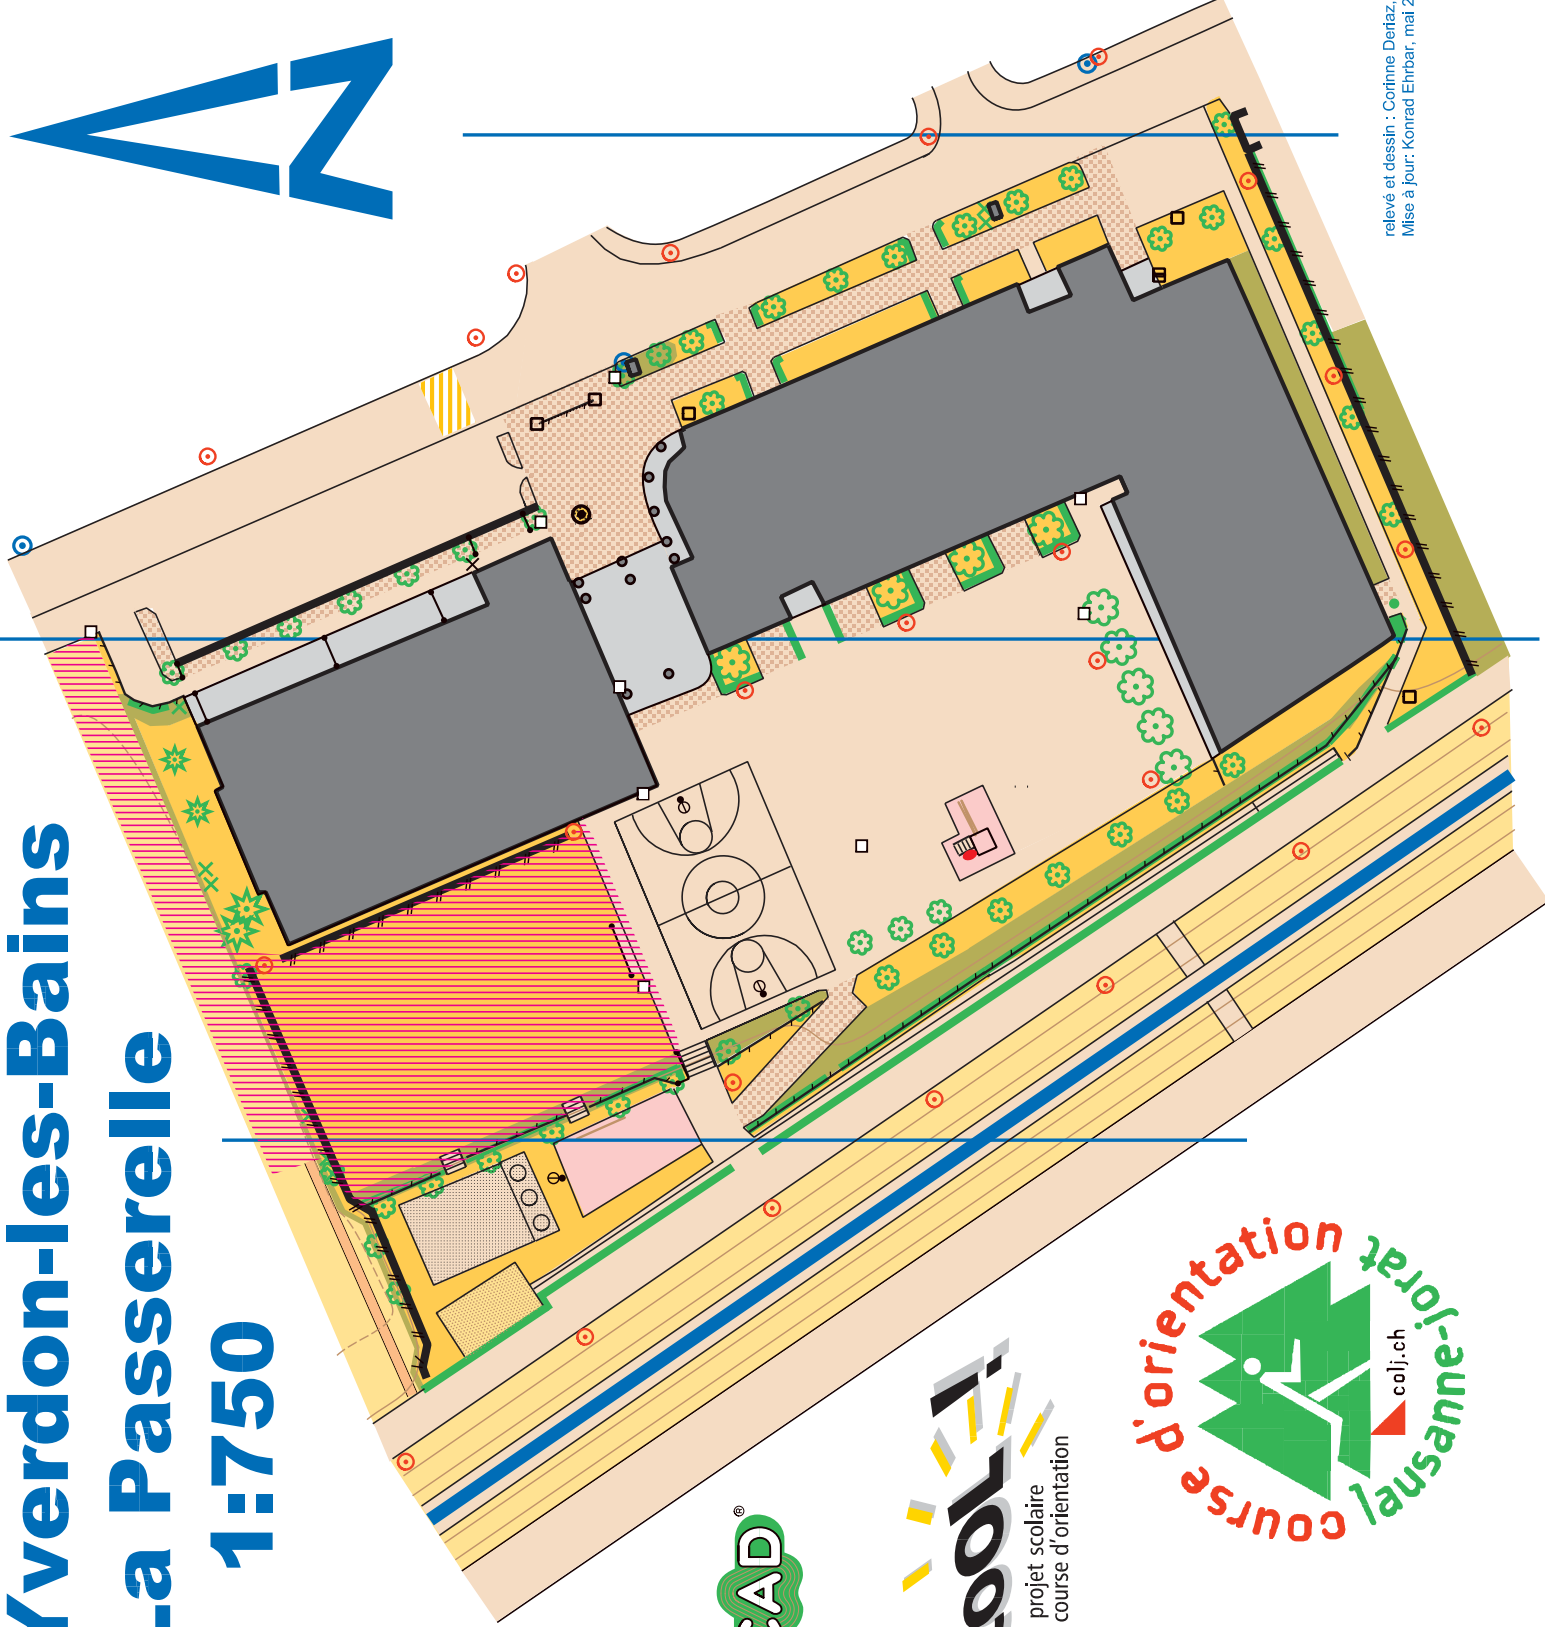 Yverdon-les-Bains
La Passerelle
1:750
relevé et dessin : Corinne Deriaz,
Mise à jour: Konrad Ehrbar, mai 2
®
projet scolaire
course d'orientation
course d'orientation
lausanne-jorat
colj.ch